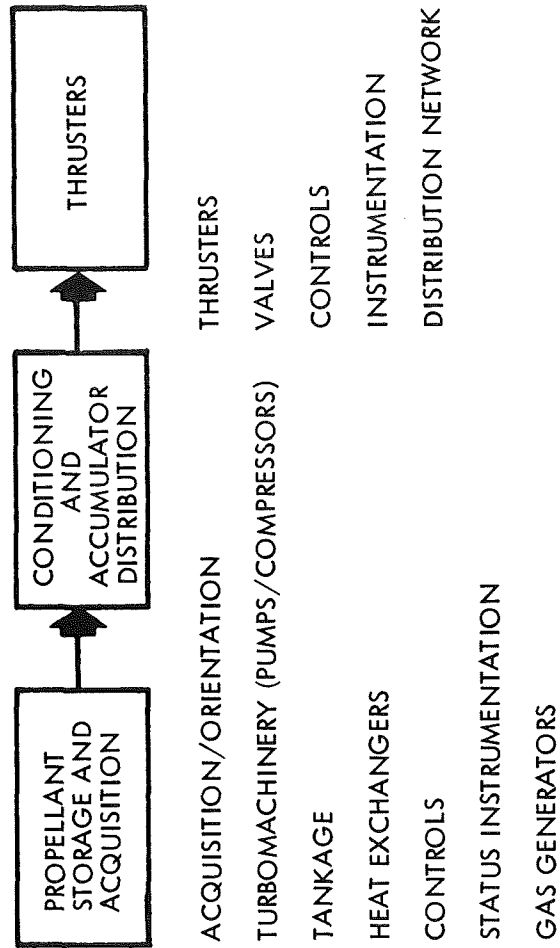 PROPELLANT
STORAGE AND
ACQUISITION
CONDITIONING
AND
ACCUMULATOR
DISTRIBUTION
THRUSTERS
ACQUISITION/ORIENTATION
TURBOMACHINERY (PUMPS/COMPRESSORS)
TANKAGE
HEAT EXCHANGERS
CONTROLS
STATUS INSTRUMENTATION
GAS GENERATORS
THRUSTERS
VALVES
CONTROLS
INSTRUMENTATION
DISTRIBUTION NETWORK